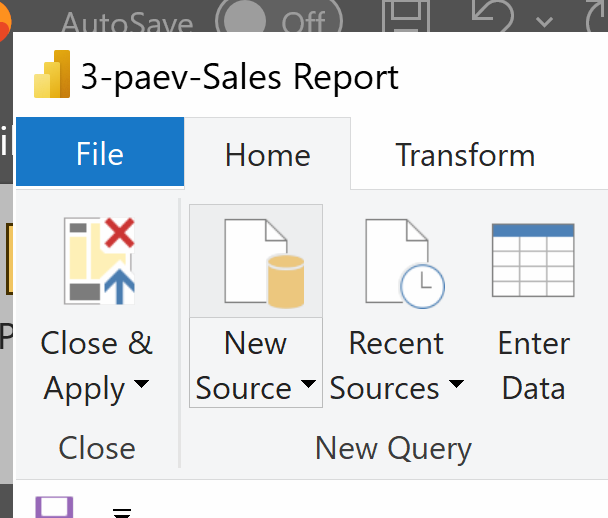 AutoSave Off
3-paev-Sales Report
File Home Transform
Close & New Recent Enter
Apply Source Sources Data
Close New Query